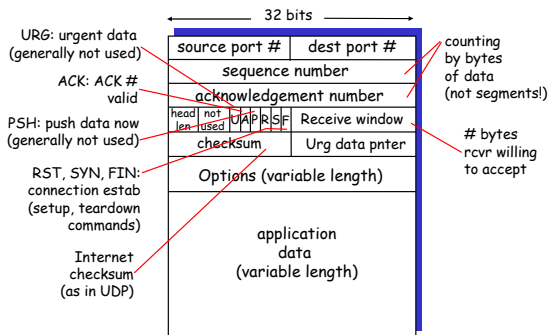 32 bits
URG: urgent data
(generally not used)
ACK: ACK #
valid
PSH: push data now
(generally not used)
RST, SYN, FIN:
connection estab
(setup, teardown
commands)
Internet
checksum
(as in UDP)
source port #
dest port #
sequence number
acknowledgement number
head
len
not
used
U A P R S F
Receive window
checksum
Urg data pnter
Options (variable length)
application
data
(variable length)
counting
by bytes
of data
(not segments!)
# bytes
rcvr willing
to accept